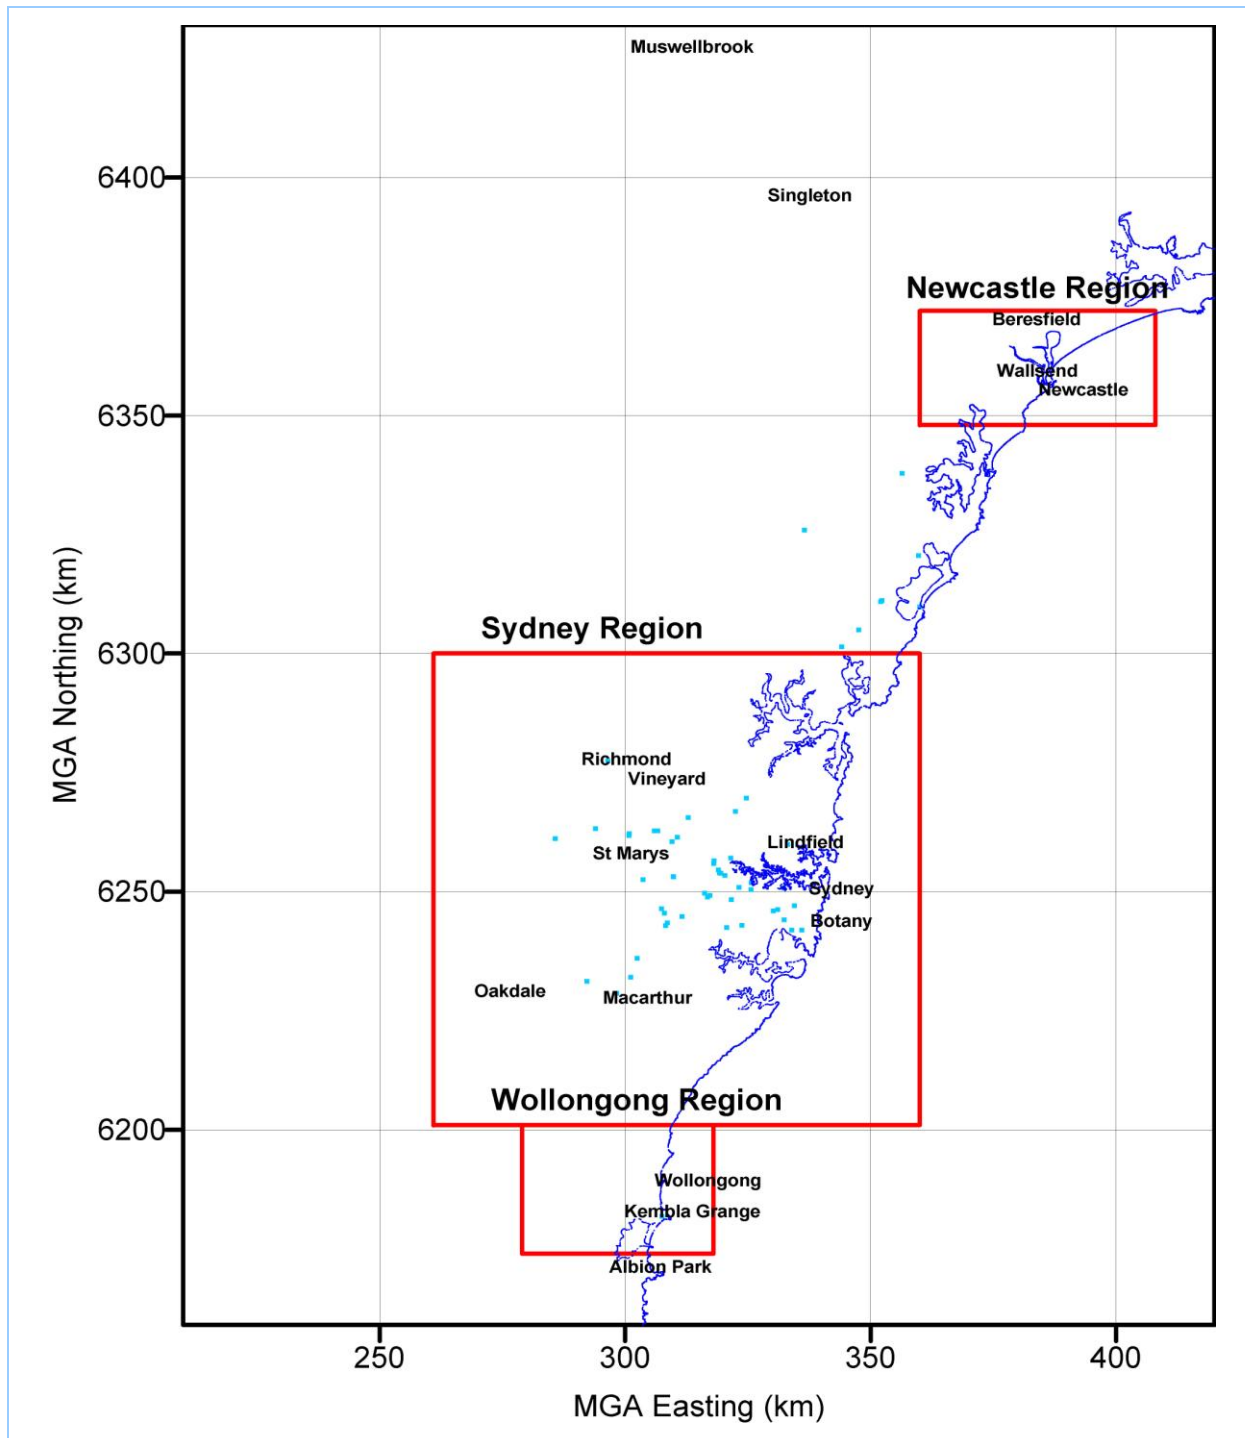 Muswellbrook
6400
Singleton
Newcastle Region
Beresfield
Wallsend
Newcastle
6350
MGA Northing (km)
Sydney Region
6300
Richmond
Vineyard
Lindfield
St Marys
6250
Sydney
Botany
Oakdale
Macarthur
Wollongong Region
6200
Wollongong
Kembla Grange
Albion Park
250 300 350 400
MGA Easting (km)